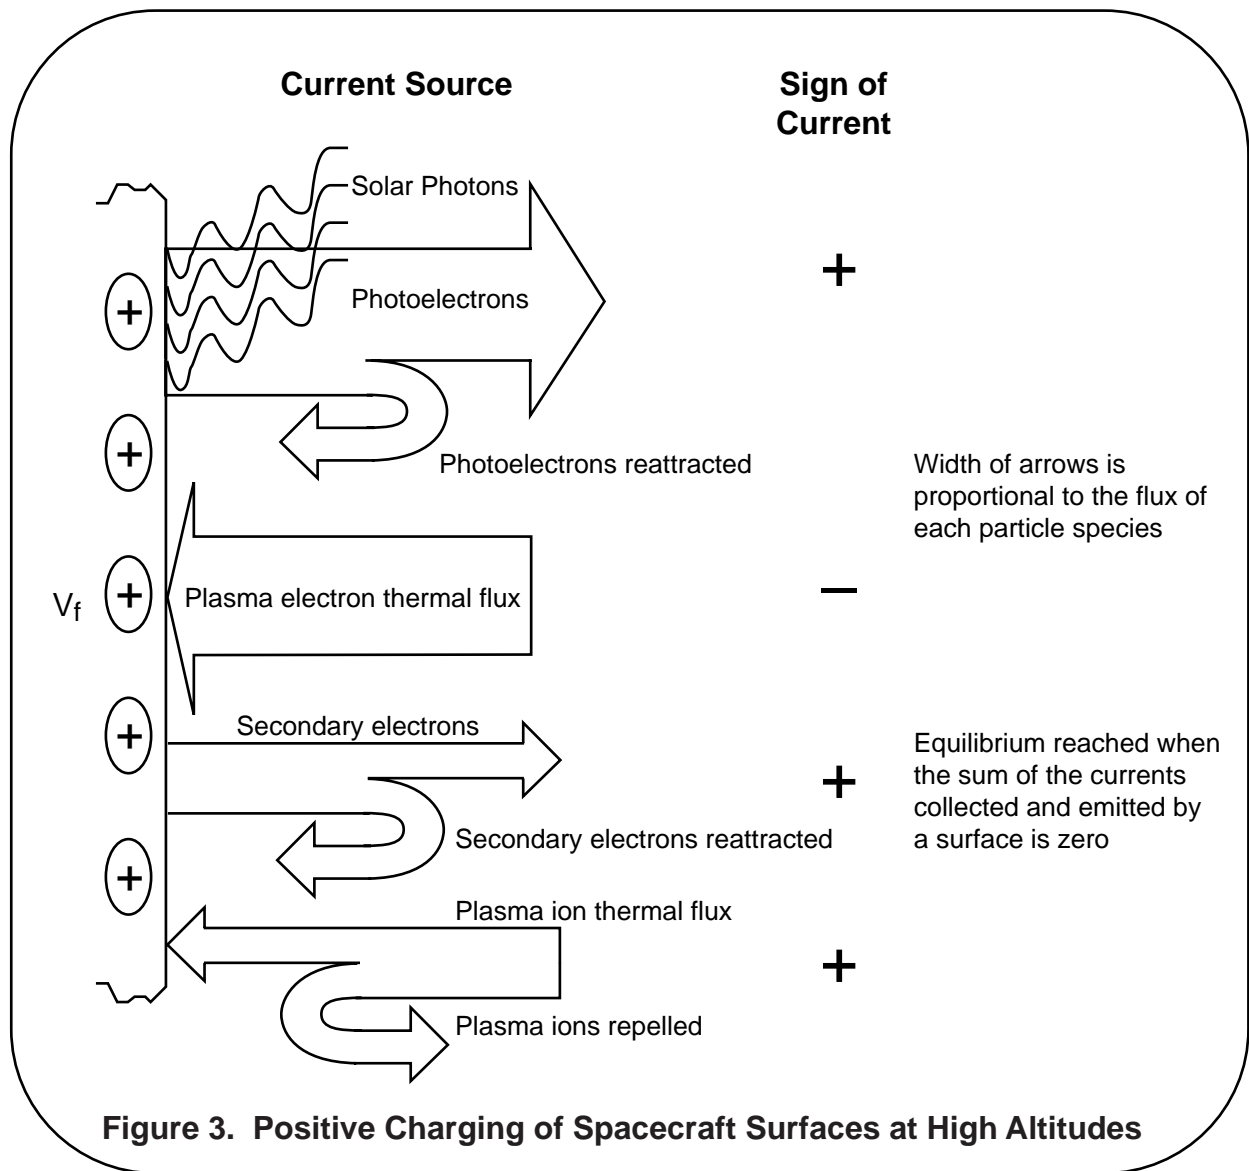 Current Source
Sign of
Current
Solar Photons
+
Photoelectrons
+
+
Photoelectrons reattracted
Width of arrows is
proportional to the flux of
each particle species
Vf
+
Plasma electron thermal flux
–
+
Secondary electrons
Equilibrium reached when
the sum of the currents
collected and emitted by
a surface is zero
+
Secondary electrons reattracted
+
Plasma ion thermal flux
+
Plasma ions repelled
Figure 3. Positive Charging of Spacecraft Surfaces at High Altitudes